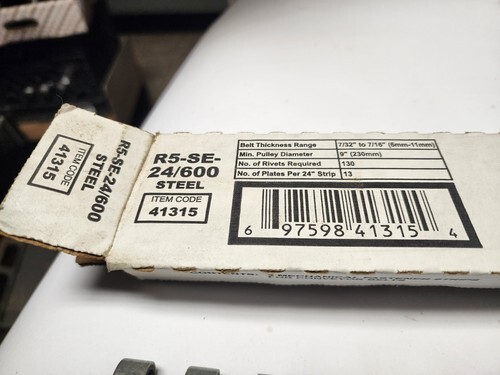 ITEM CODE
41315
R5-SE-24/600
STEEL
R5-SE-
24/600
STEEL
ITEM CODE
41315
Belt Thickness Range 7/32" to 7/16" (5mm-11mm)
Min. Pulley Diameter 9" (230mm)
No. of Rivets Required 130
No. of Plates Per 24" Strip 13
6 97598 41315 4